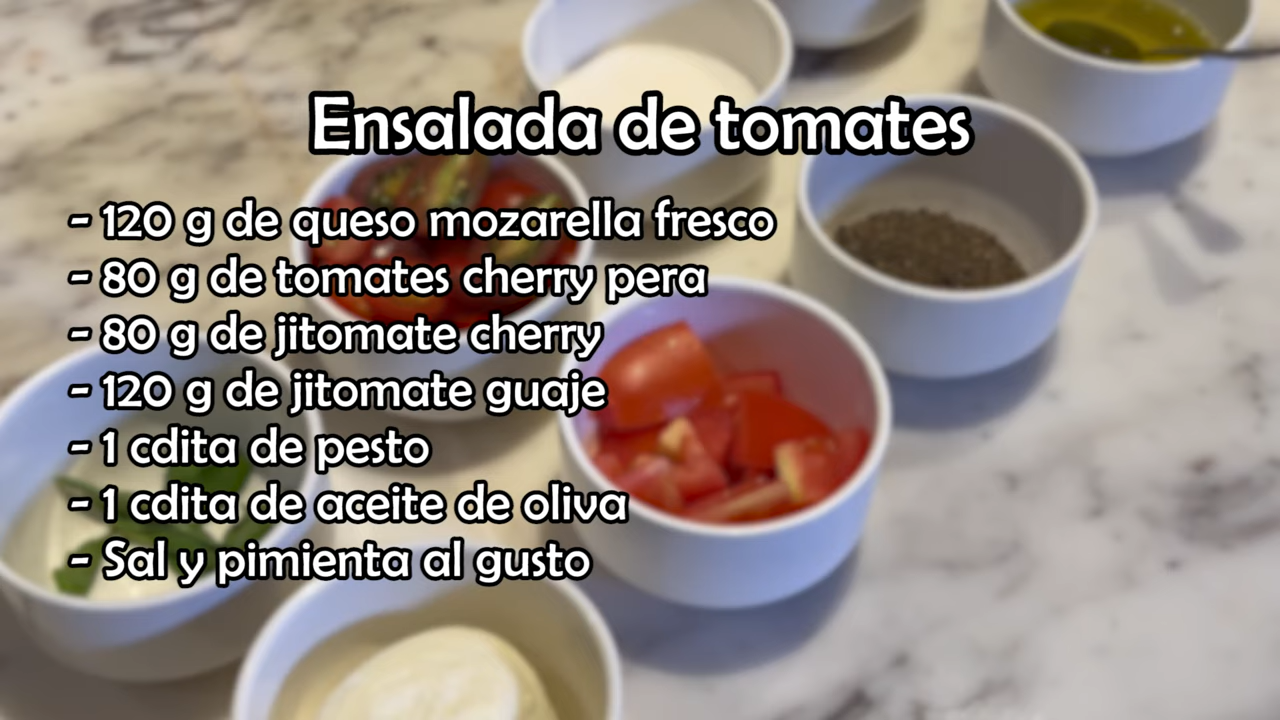 Ensalada de tomates
- 120 g de queso mozarella fresco
- 80 g de tomates cherry pera
- 80 g de jitomate cherry
- 120 g de jitomate guaje
- 1 cdita de pesto
- 1 cdita de aceite de oliva
- Sal y pimienta al gusto